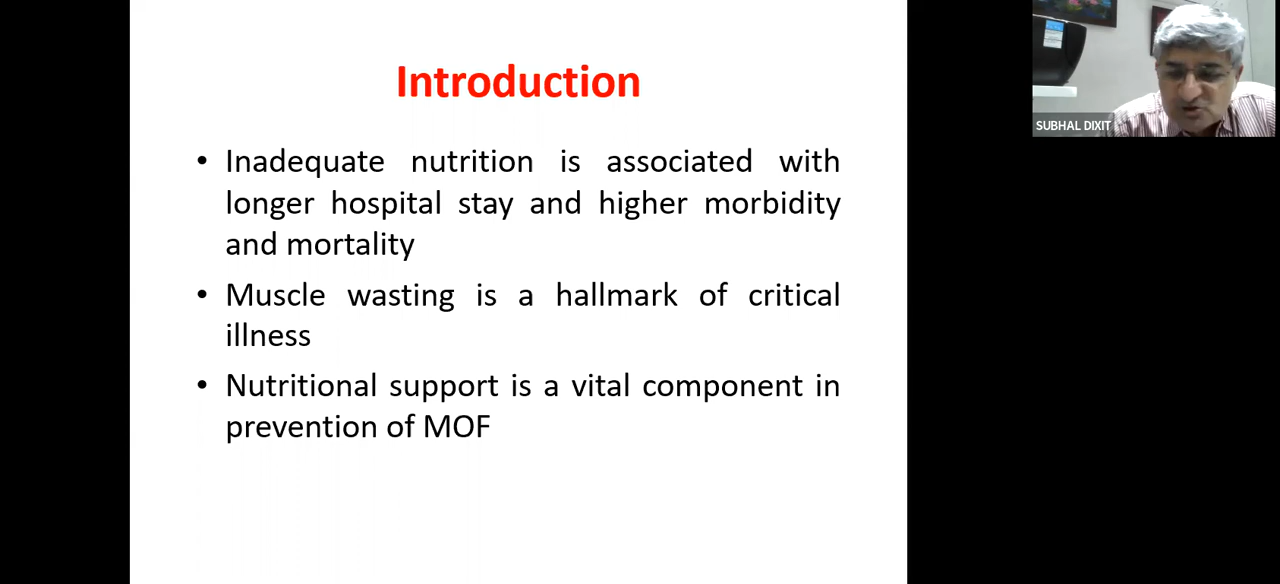 Introduction
• Inadequate nutrition is associated with
longer hospital stay and higher morbidity
and mortality
• Muscle wasting is a hallmark of critical
illness
• Nutritional support is a vital component in
prevention of MOF
SUBHAL DIXIT